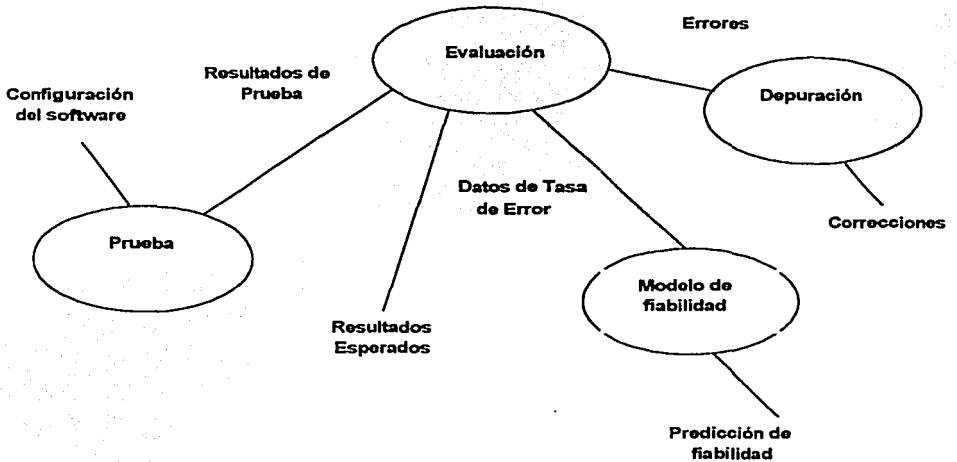 Errores
Evaluación
Resultados de
Prueba
Depuración
Configuración
del software
Datos de Tasa
de Error
Correcciones
Prueba
Modelo de
fiabilidad
Resultados
Esperados
Predicción de
fiabilidad